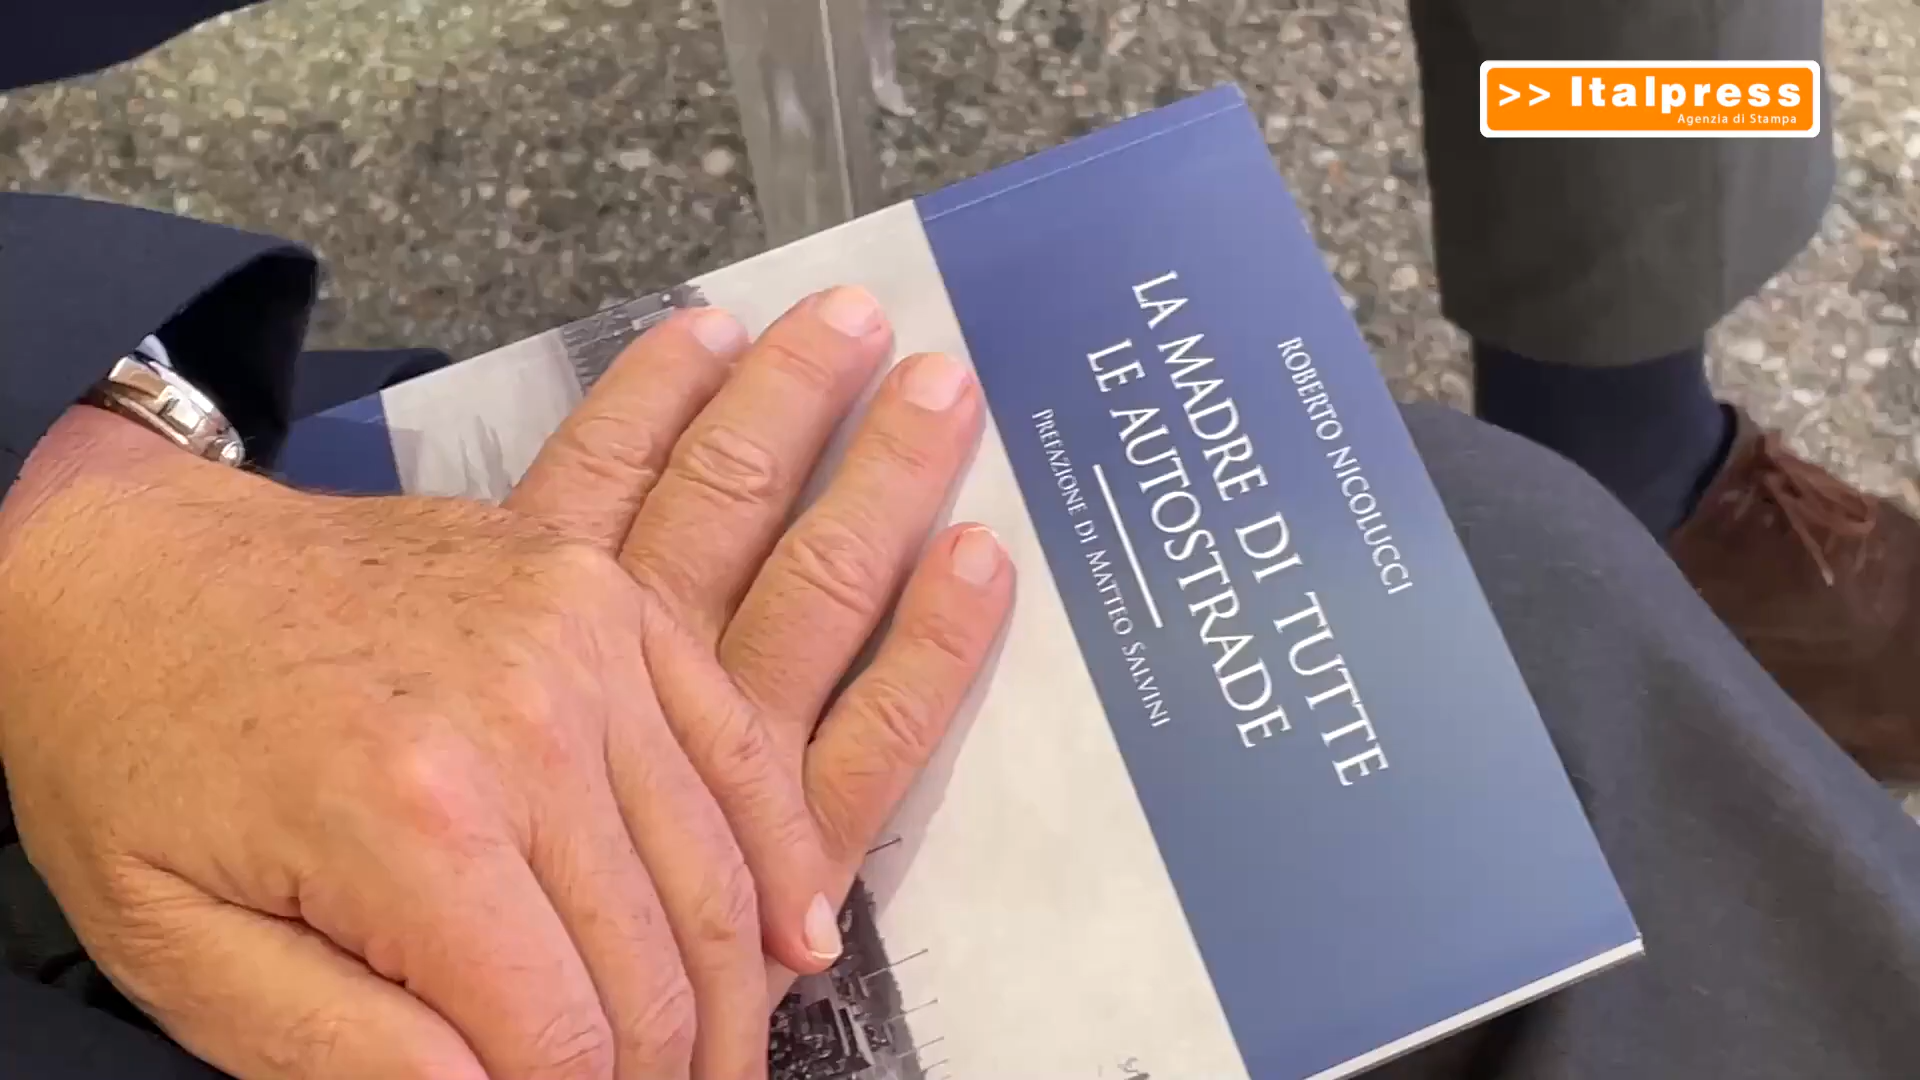 >> Italpress
Agenzia di Stampa
ROBERTO NICOLUCCI
LA MADRE DI TUTTE
LE AUTOSTRADE
PREFAZIONE DI MATTEO SALVINI